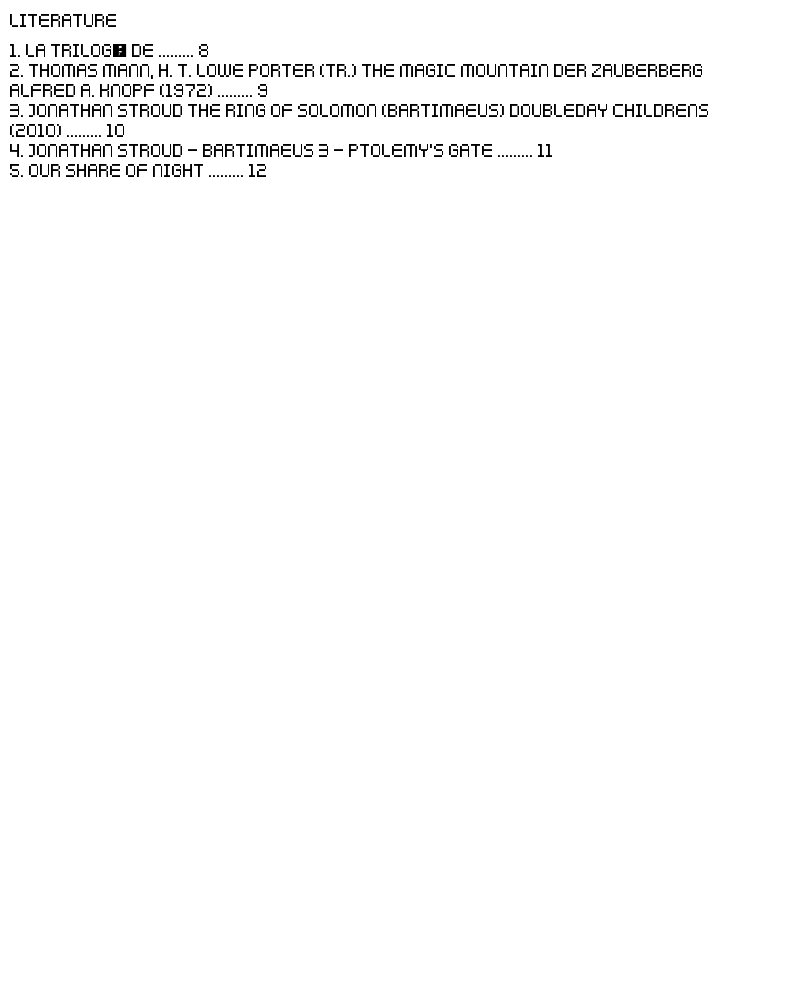 LITERATURE
1. LA TRILOG� DE ......... 8
2. THOMAS MANN, H. T. LOWE PORTER (TR.) THE MAGIC MOUNTAIN DER ZAUBERBERG
ALFRED A. KNOPF (1972) ......... 9
3. JONATHAN STROUD THE RING OF SOLOMON (BARTIMAEUS) DOUBLEDAY CHILDRENS
(2010) ......... 10
4. JONATHAN STROUD - BARTIMAEUS 3 - PTOLEMY'S GATE ......... 11
5. OUR SHARE OF NIGHT ......... 12